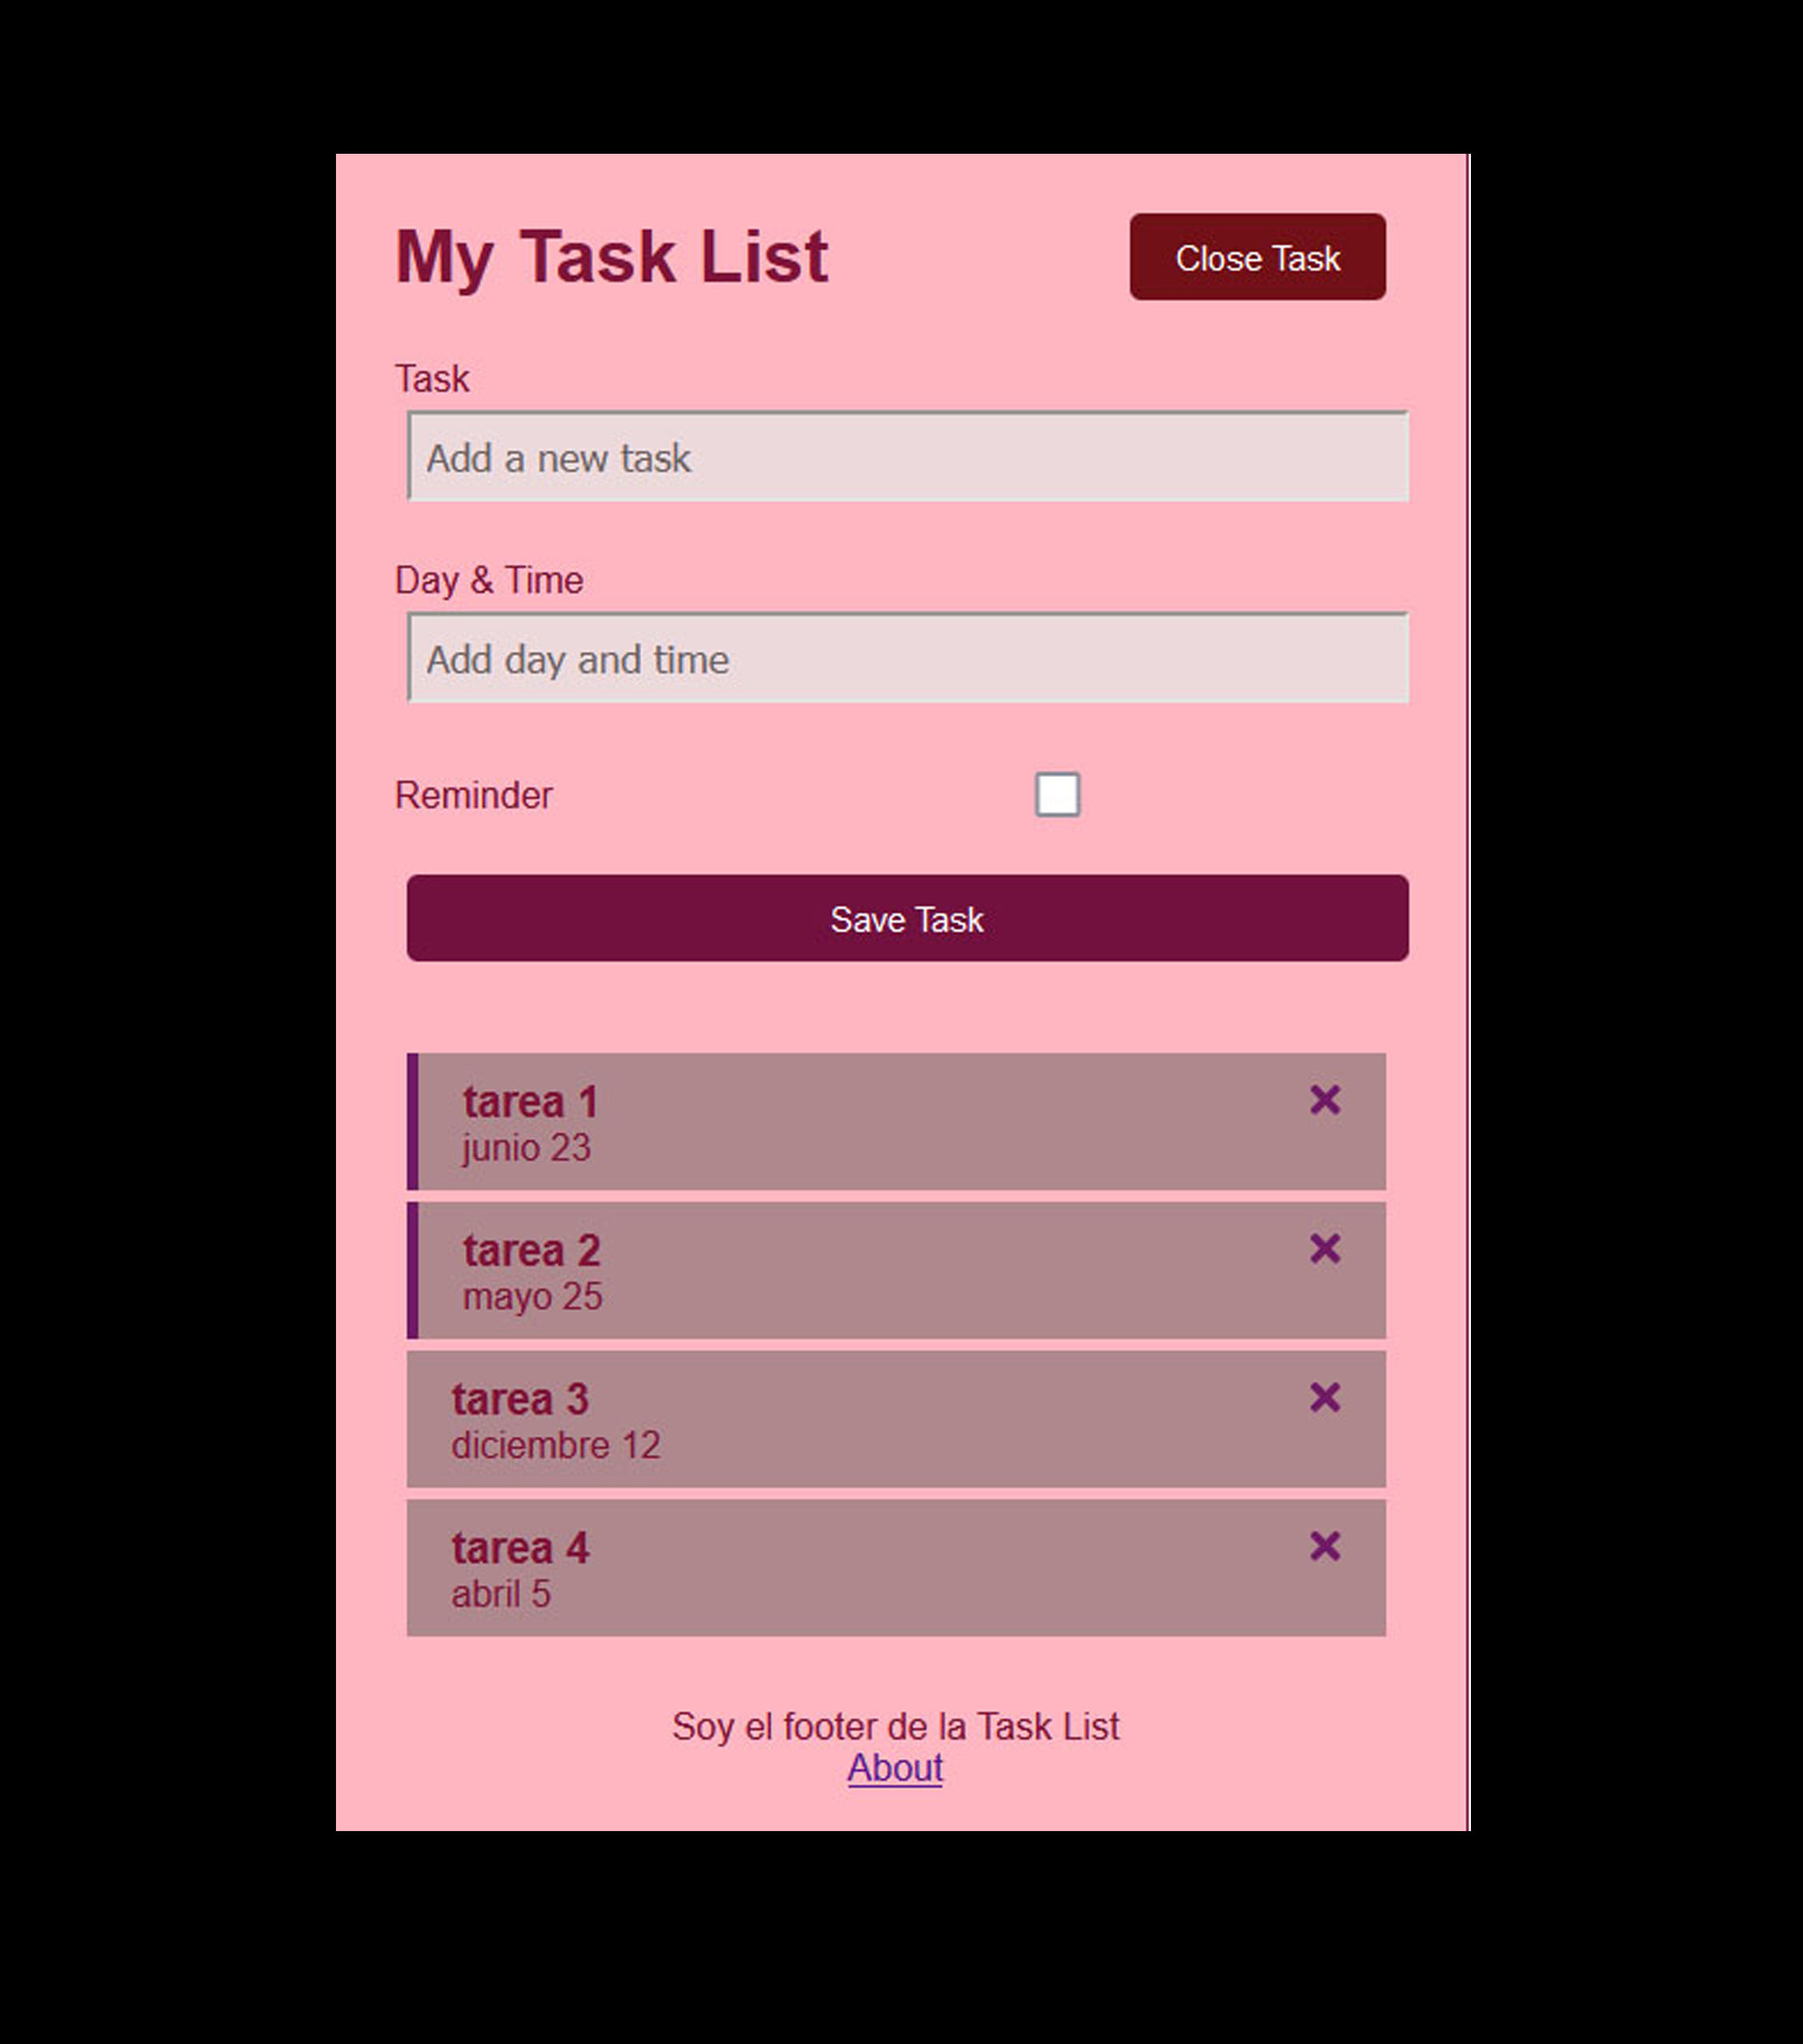 My Task List
Close Task
Task
Add a new task
Day & Time
Add day and time
Reminder
Save Task
tarea 1
junio 23
tarea 2
mayo 25
tarea 3
diciembre 12
tarea 4
abril 5
Soy el footer de la Task List
About